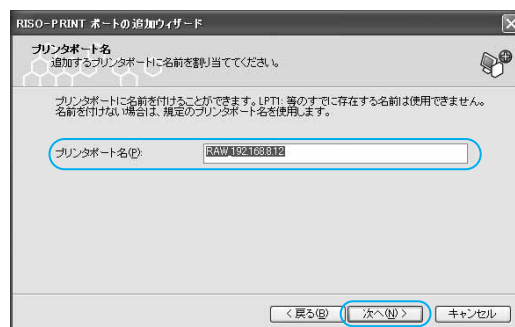 RISO-PRINT ポートの追加ウィザード
プリンタポート名
追加するプリンタポートに名前を割り当ててください。
プリンタポートに名前を付けることができます。LPT1: 等のすでに存在する名前は使用できません。
名前を付けない場合は、規定のプリンタポート名を使用します。
プリンタポート名(P): RAW_192.168.8.12
< 戻る(B) 次へ(N) > キャンセル